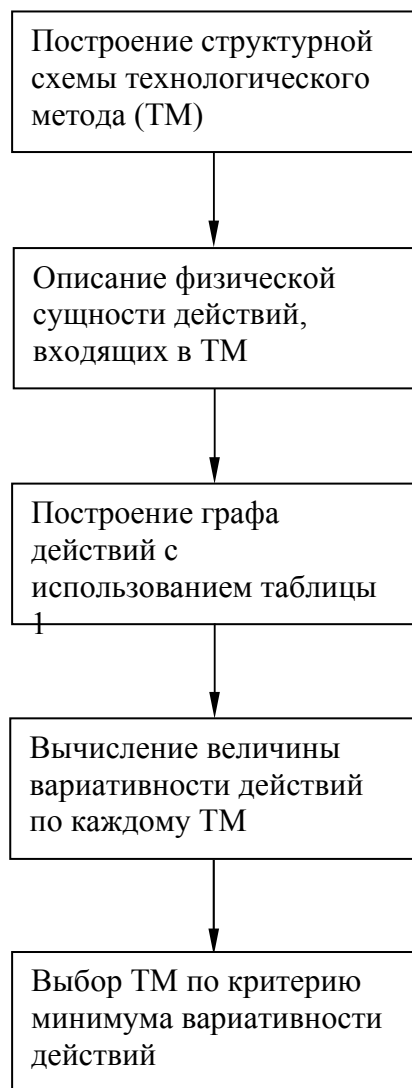 Построение структурной
схемы технологического
метода (ТМ)
Описание физической
сущности действий,
входящих в ТМ
Построение графа
действий с
использованием таблицы
1
Вычисление величины
вариативности действий
по каждому ТМ
Выбор ТМ по критерию
минимума вариативности
действий